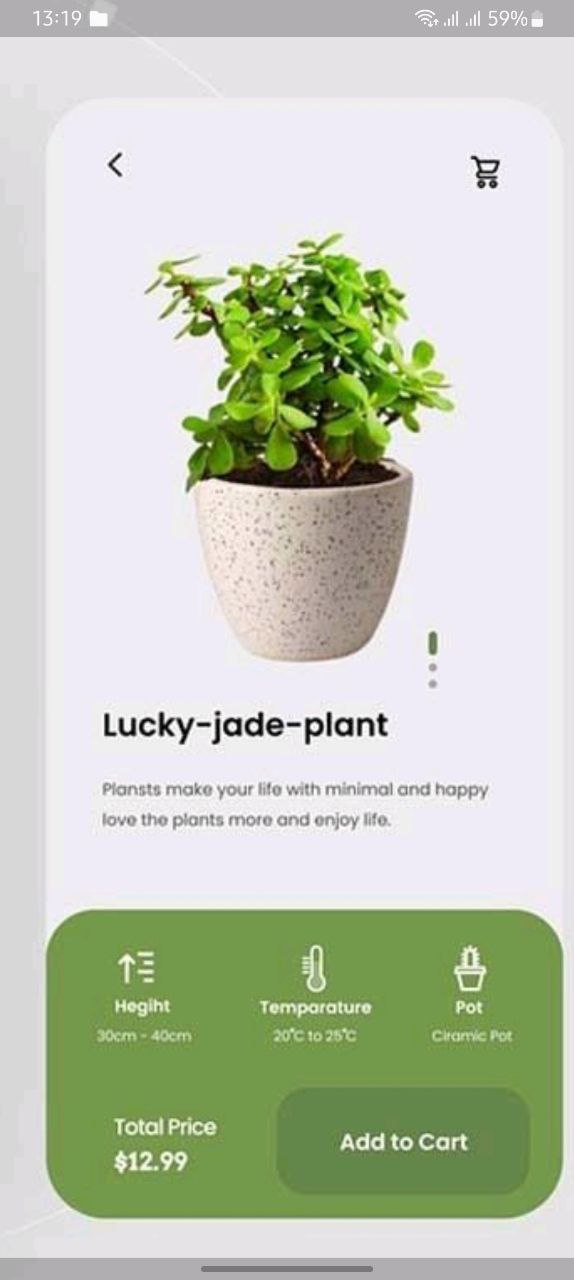 13:19 59%
Lucky-jade-plant
Plansts make your life with minimal and happy
love the plants more and enjoy life.
Hegiht Temparature Pot
30cm - 40cm 20°C to 25°C Ciramic Pot
Total Price
$12.99
Add to Cart